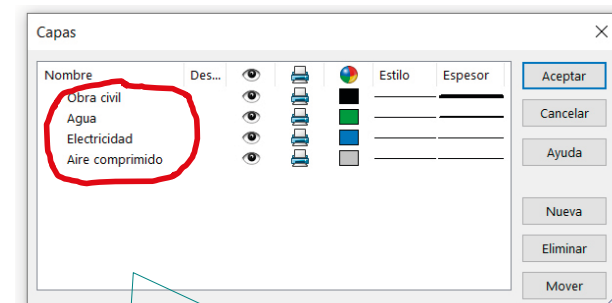 Capas
Nombre Des... Estilo Espesor
Obra civil
Agua
Electricidad
Aire comprimido
Aceptar
Cancelar
Ayuda
Nueva
Eliminar
Mover